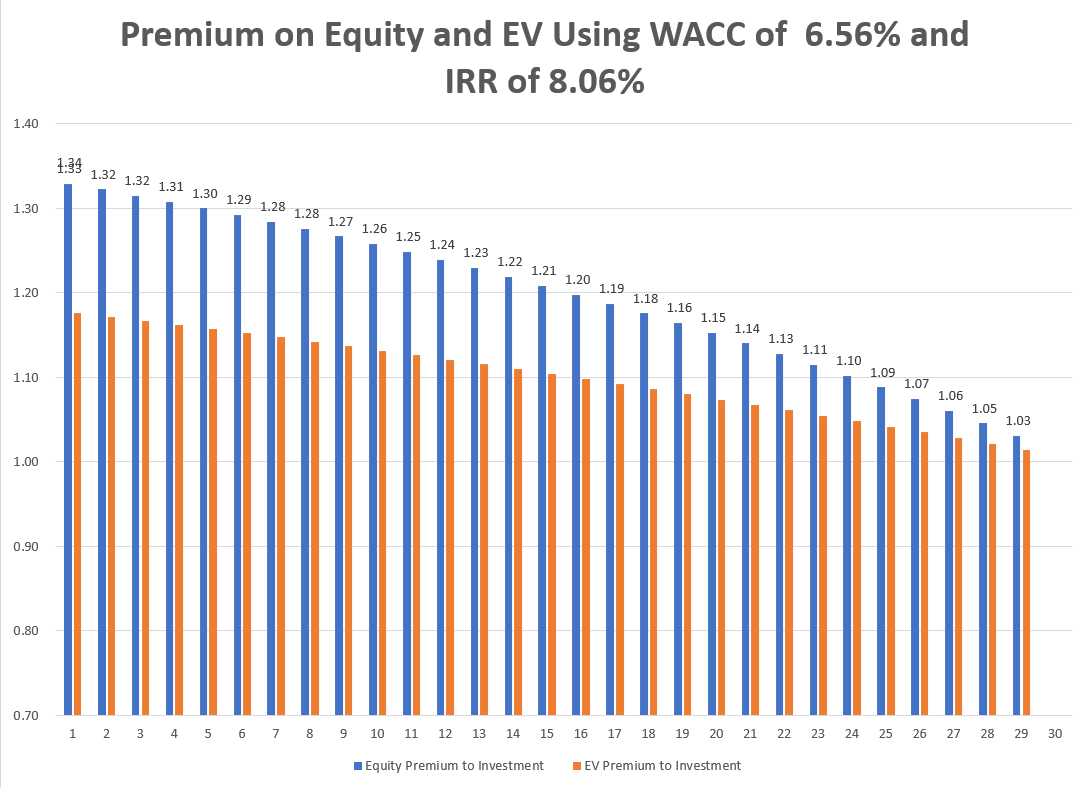 Premium on Equity and EV Using WACC of  6.56% and
IRR of 8.06%
1.40
1.30
1.20
1.10
1.00
0.90
0.80
0.70
1.34
1.33 1.32 1.32 1.31 1.30 1.29 1.28 1.28 1.27 1.26 1.25 1.24 1.23 1.22 1.21 1.20 1.19 1.18 1.16 1.15 1.14 1.13 1.11 1.10 1.09 1.07 1.06 1.05 1.03
1 2 3 4 5 6 7 8 9 10 11 12 13 14 15 16 17 18 19 20 21 22 23 24 25 26 27 28 29 30
Equity Premium to Investment EV Premium to Investment